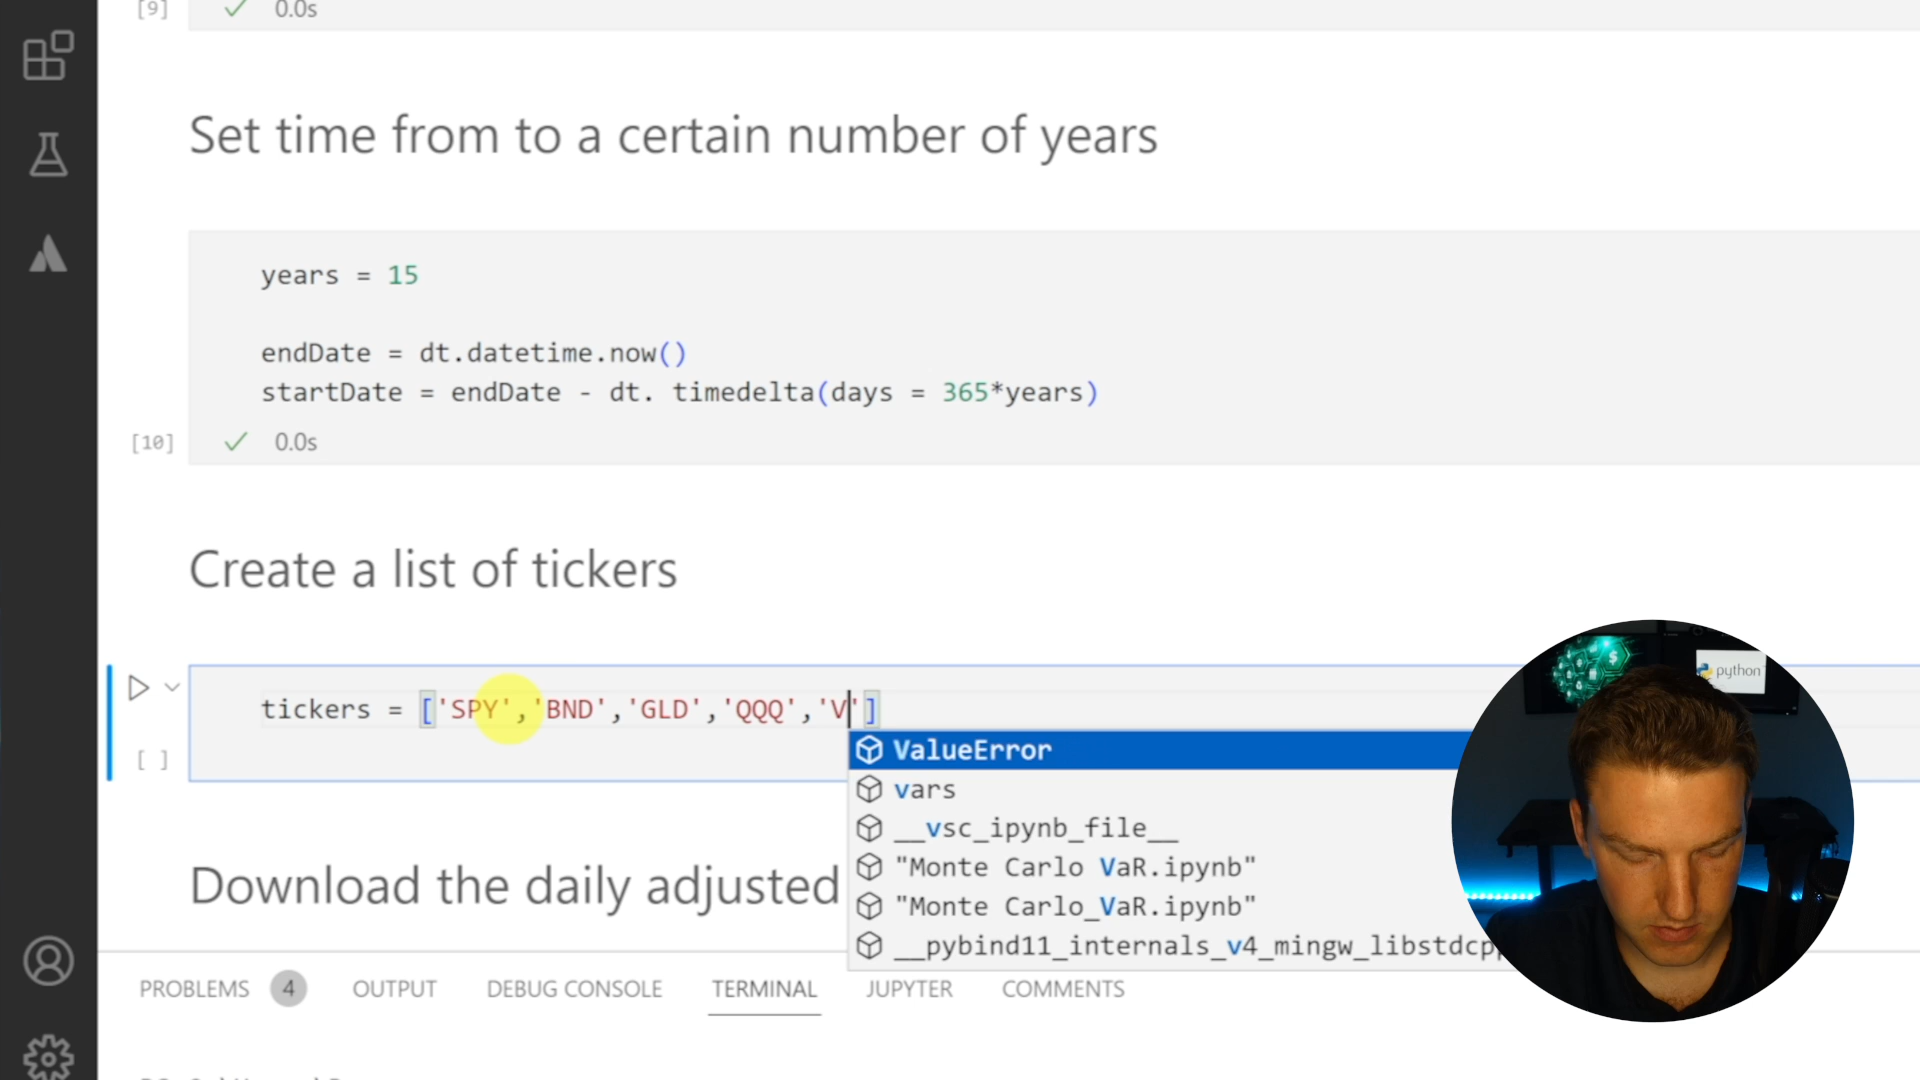 [9] 0.0s
Set time from to a certain number of years
years = 15
endDate = dt.datetime.now()
startDate = endDate - dt. timedelta(days = 365*years)
[10] 0.0s
Create a list of tickers
tickers = ['SPY','BND','GLD','QQQ','V']
[ ]
ValueError
vars
__vsc_ipynb_file__
"Monte Carlo VaR.ipynb"
"Monte Carlo_VaR.ipynb"
__pybind11_internals_v4_mingw_libstdcpp
Download the daily adjusted
PROBLEMS 4 OUTPUT DEBUG CONSOLE TERMINAL JUPYTER COMMENTS
python